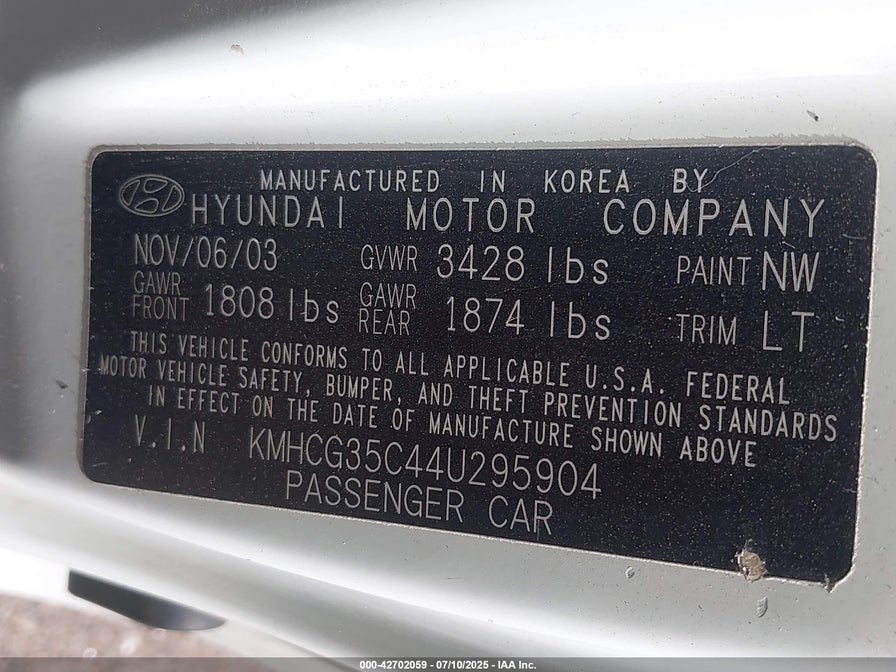 MANUFACTURED IN KOREA BY
HYUNDAI MOTOR COMPANY
NOV/06/03 GVWR 3428 lbs PAINT NW
GAWR FRONT 1808 lbs GAWR REAR 1874 lbs TRIM LT
THIS VEHICLE CONFORMS TO ALL APPLICABLE U.S.A. FEDERAL
MOTOR VEHICLE SAFETY, BUMPER, AND THEFT PREVENTION STANDARDS
IN EFFECT ON THE DATE OF MANUFACTURE SHOWN ABOVE
V.I.N KMHCG35C44U295904
PASSENGER CAR
000-42702059 - 07/10/2025 - IAA Inc.